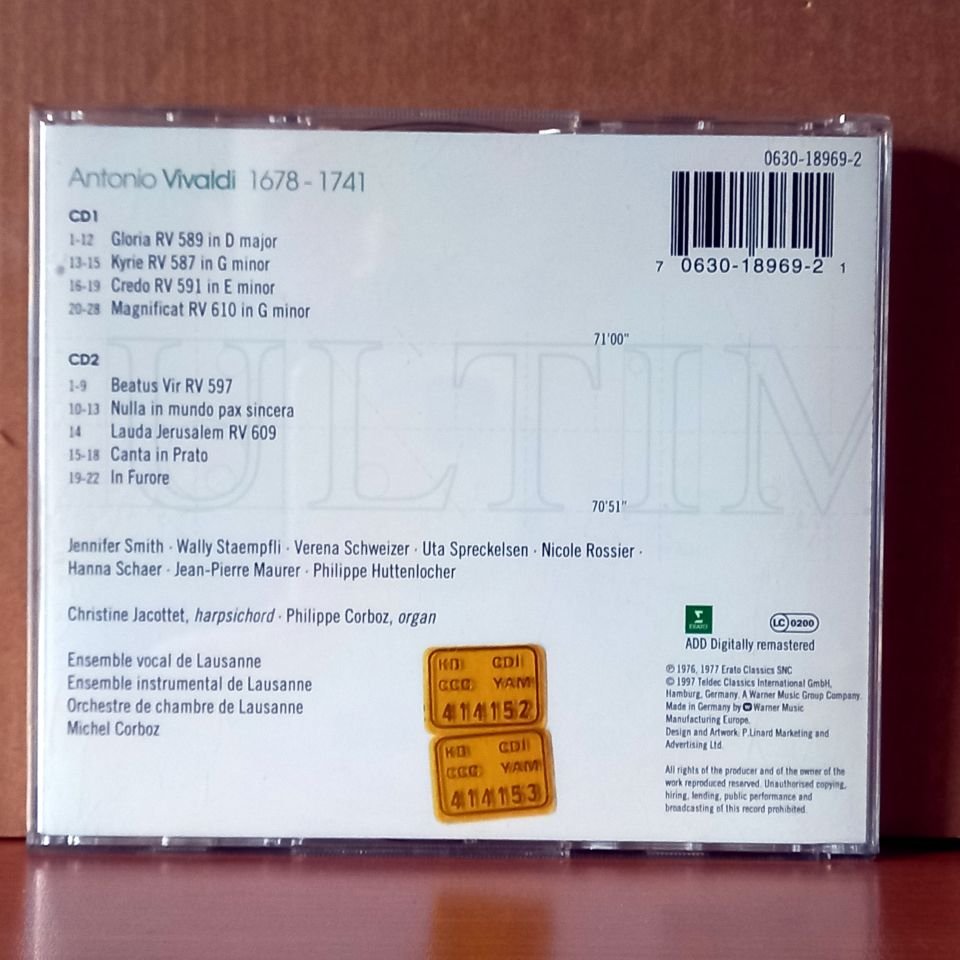 0630-18969-2
Antonio Vivaldi 1678 - 1741
7 0630-18969-2 1
CD1
1-12 Gloria RV 589 in D major
13-15 Kyrie RV 587 in G minor
16-19 Credo RV 591 in E minor
20-28 Magnificat RV 610 in G minor
71'00"
ULTIM
CD2
1-9 Beatus Vir RV 597
10-13 Nulla in mundo pax sincera
14 Lauda Jerusalem RV 609
15-18 Canta in Prato
19-22 In Furore
70'51"
Jennifer Smith · Wally Staempfli · Verena Schweizer · Uta Spreckelsen · Nicole Rossier ·
Hanna Schaer · Jean-Pierre Maurer · Philippe Huttenlocher
Christine Jacottet, harpsichord · Philippe Corboz, organ
Ensemble vocal de Lausanne
Ensemble instrumental de Lausanne
Orchestre de chambre de Lausanne
Michel Corboz
CDI
YAM
414152
CDI
YAM
414153
ERATO
LC 0200
ADD Digitally remastered
℗ 1976, 1977 Erato Classics SNC
© 1997 Teldec Classics International GmbH,
Hamburg, Germany. A Warner Music Group Company.
Made in Germany by Warner Music
Manufacturing Europe.
Design and Artwork: P.Linard Marketing and
Advertising Ltd.
All rights of the producer and of the owner of the
work reproduced reserved. Unauthorised copying,
hiring, lending, public performance and
broadcasting of this record prohibited.